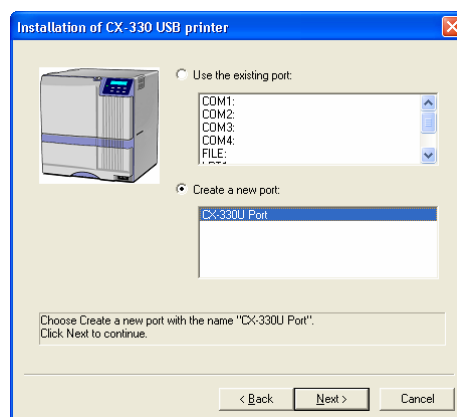 Installation of CX-330 USB printer
Use the existing port:
COM1:
COM2:
COM3:
COM4:
FILE:
Create a new port:
CX-330U Port
Choose Create a new port with the name "CX-330U Port".
Click Next to continue.
< Back
Next >
Cancel